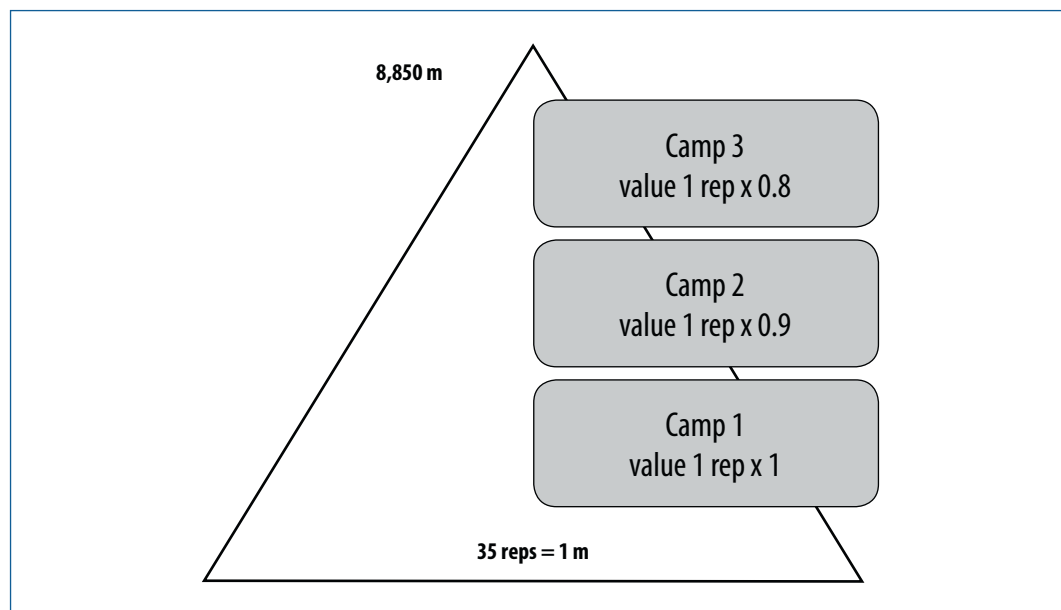 8,850 m
Camp 3
value 1 rep x 0.8
Camp 2
value 1 rep x 0.9
Camp 1
value 1 rep x 1
35 reps = 1 m